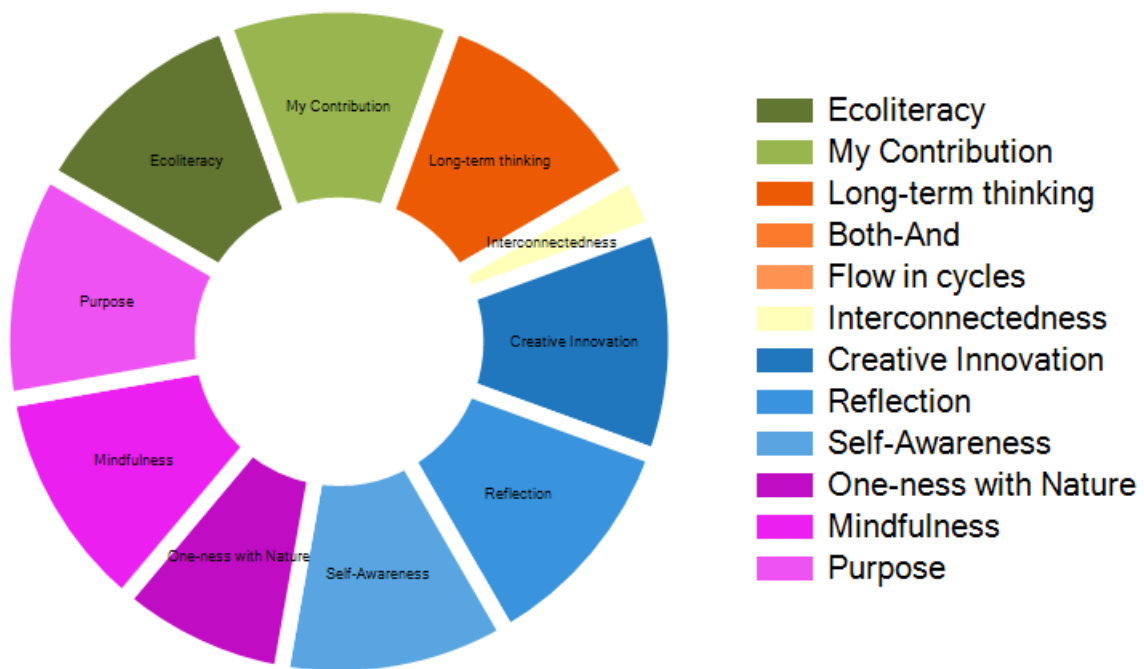 My Contribution
Ecoliteracy
Long-term thinking
Interconnectedness
Purpose
Creative Innovation
Mindfulness
Reflection
One-ness with Nature
Self-Awareness
Ecoliteracy
My Contribution
Long-term thinking
Both-And
Flow in cycles
Interconnectedness
Creative Innovation
Reflection
Self-Awareness
One-ness with Nature
Mindfulness
Purpose